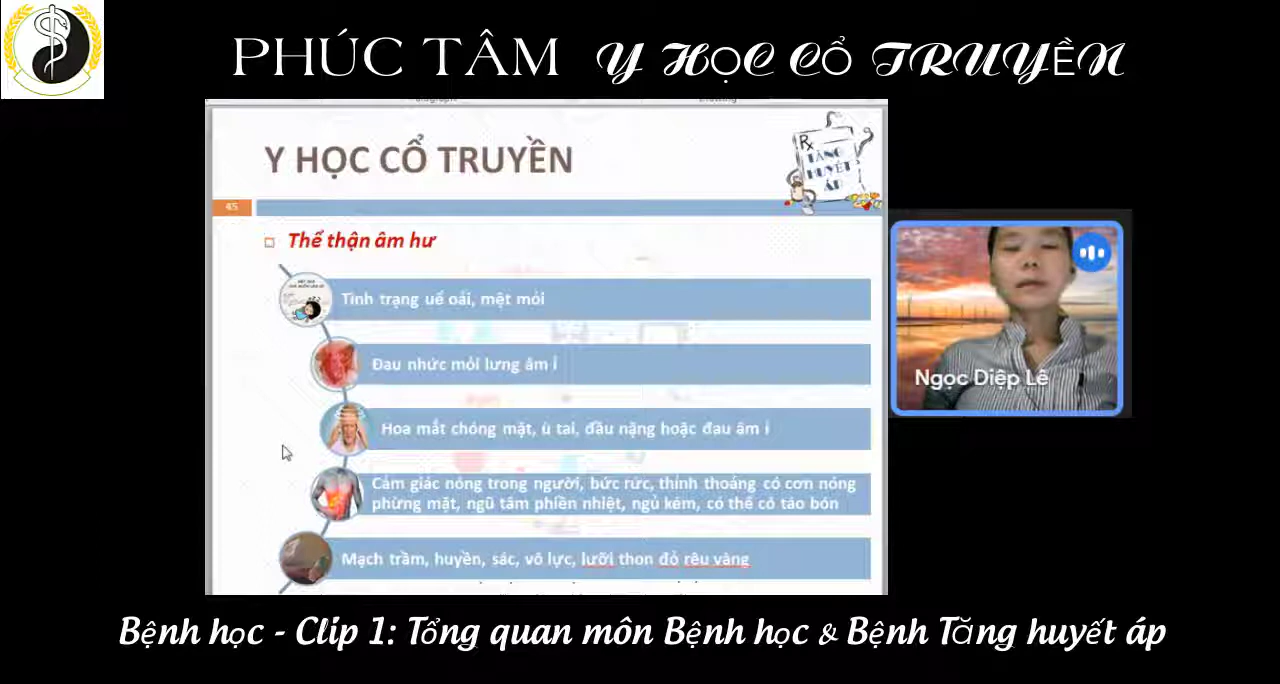 PHÚC TÂM Y HỌC CỔ TRUYỀN
Y HỌC CỔ TRUYỀN
Rx
TĂNG
HUYẾT
ÁP
45
Thể thận âm hư
Tình trạng uể oải, mệt mỏi
Đau nhức mỏi lưng âm ỉ
Hoa mắt chóng mặt, ù tai, đầu nặng hoặc đau âm ỉ
Cảm giác nóng trong người, bức rức, thỉnh thoảng có cơn nóng
phừng mặt, ngũ tâm phiền nhiệt, ngủ kém, có thể có táo bón
Mạch trầm, huyền, sác, vô lực, lưỡi thon đỏ rêu vàng
Ngọc Diệp Lê
Bệnh học - Clip 1: Tổng quan môn Bệnh học & Bệnh Tăng huyết áp